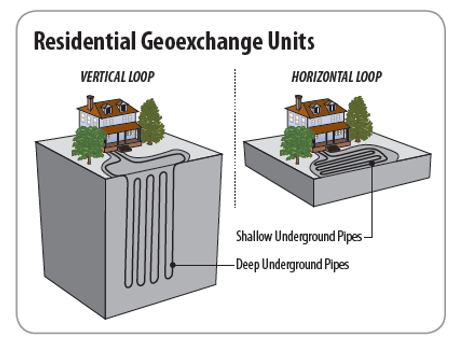 Residential Geoexchange Units
VERTICAL LOOP
HORIZONTAL LOOP
Shallow Underground Pipes
Deep Underground Pipes